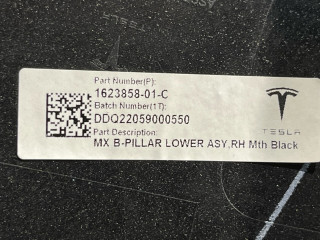 Part Number(P):
1623858-01-C
Batch Number(1T):
DDQ22059000550
TESLA
Part Description:
MX B-PILLAR LOWER ASY,RH Mth Black